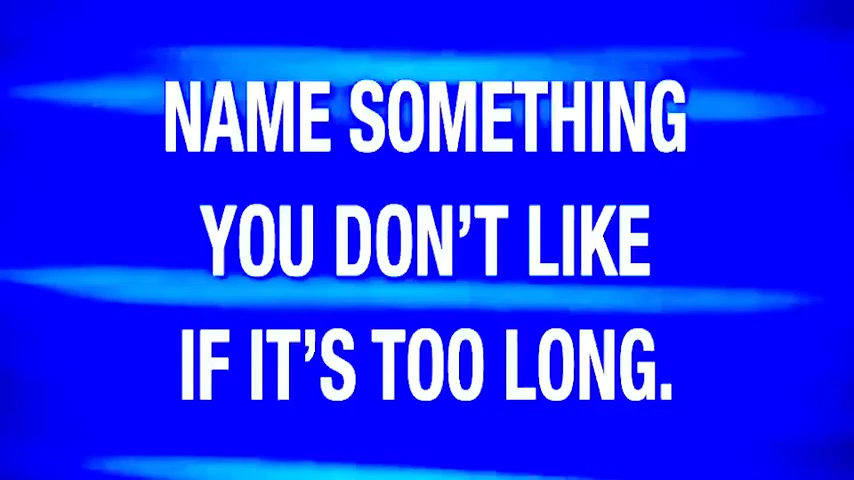 NAME SOMETHING
YOU DON'T LIKE
IF IT'S TOO LONG.